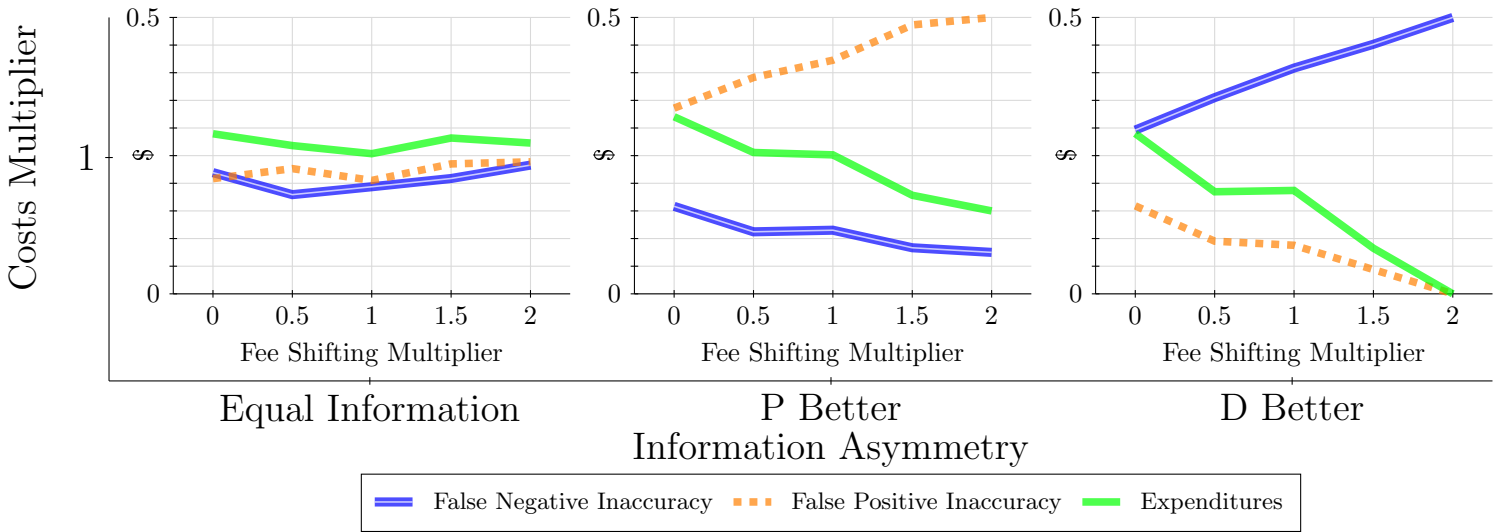 Costs Multiplier
1
0.5
$
0
0 0.5 1 1.5 2
Fee Shifting Multiplier
0.5
$
0
0 0.5 1 1.5 2
Fee Shifting Multiplier
0.5
$
0
0 0.5 1 1.5 2
Fee Shifting Multiplier
Equal Information P Better D Better
Information Asymmetry
False Negative Inaccuracy False Positive Inaccuracy Expenditures